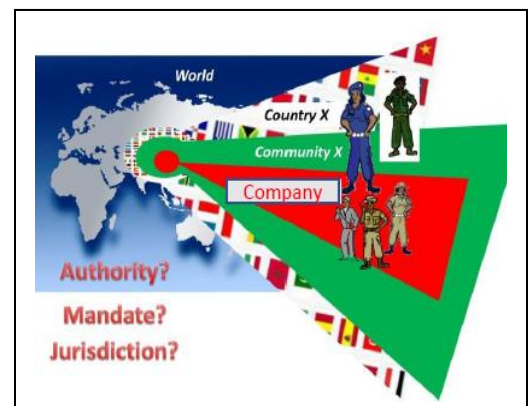 World
Country X
Community X
Company
Authority?
Mandate?
Jurisdiction?